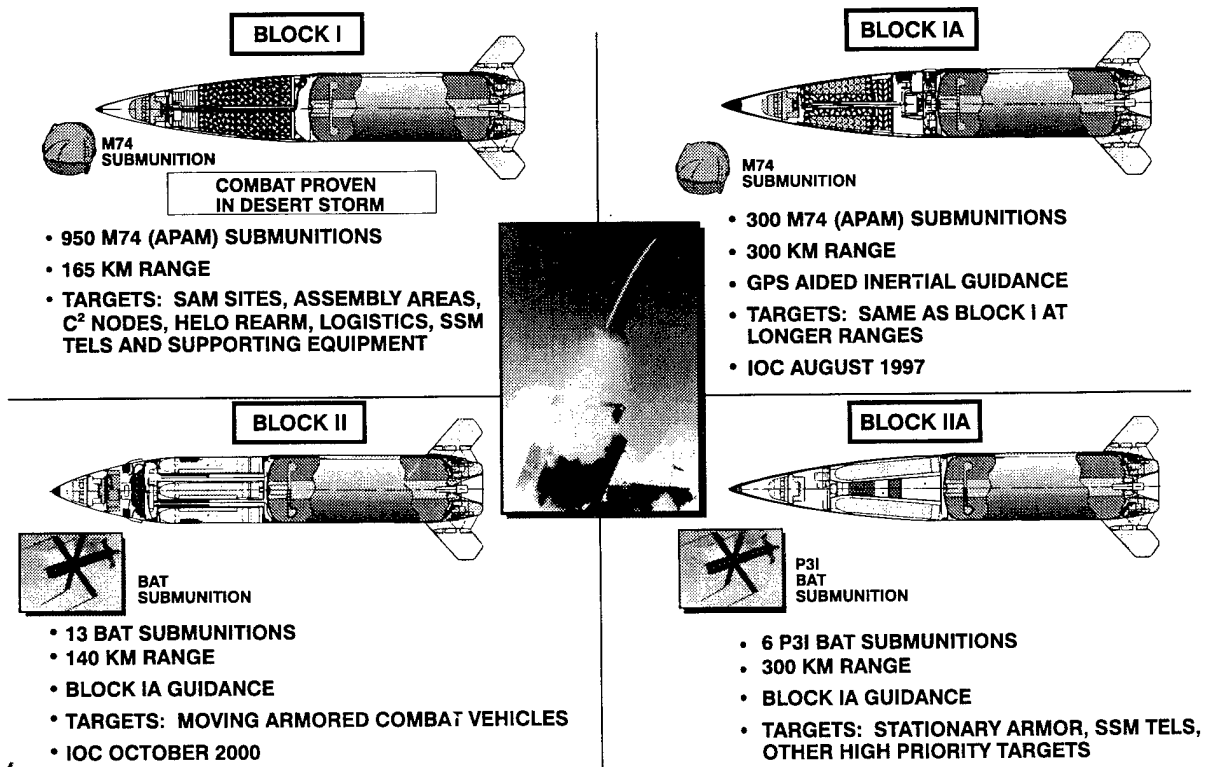 BLOCK I
M74
SUBMUNITION
COMBAT PROVEN
IN DESERT STORM
• 950 M74 (APAM) SUBMUNITIONS
• 165 KM RANGE
• TARGETS: SAM SITES, ASSEMBLY AREAS,
C² NODES, HELO REARM, LOGISTICS, SSM
TELS AND SUPPORTING EQUIPMENT
BLOCK IA
M74
SUBMUNITION
• 300 M74 (APAM) SUBMUNITIONS
• 300 KM RANGE
• GPS AIDED INERTIAL GUIDANCE
• TARGETS: SAME AS BLOCK I AT
LONGER RANGES
• IOC AUGUST 1997
BLOCK II
BAT
SUBMUNITION
• 13 BAT SUBMUNITIONS
• 140 KM RANGE
• BLOCK IA GUIDANCE
• TARGETS: MOVING ARMORED COMBAT VEHICLES
• IOC OCTOBER 2000
BLOCK IIA
P3I
BAT
SUBMUNITION
• 6 P3I BAT SUBMUNITIONS
• 300 KM RANGE
• BLOCK IA GUIDANCE
• TARGETS: STATIONARY ARMOR, SSM TELS,
OTHER HIGH PRIORITY TARGETS